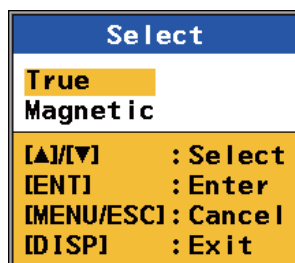 Select
True
Magnetic
[▲]/[▼] :Select
[ENT] :Enter
[MENU/ESC]:Cancel
[DISP] :Exit